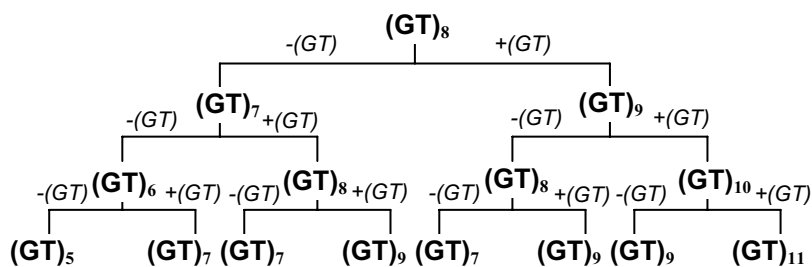 (GT)₈
-(GT) +(GT)
(GT)₇ (GT)₉
-(GT) +(GT) -(GT) +(GT)
(GT)₆ (GT)₈ (GT)₈ (GT)₁₀
-(GT) +(GT) -(GT) +(GT) -(GT) +(GT) -(GT) +(GT)
(GT)₅ (GT)₇ (GT)₇ (GT)₉ (GT)₇ (GT)₉ (GT)₉ (GT)₁₁